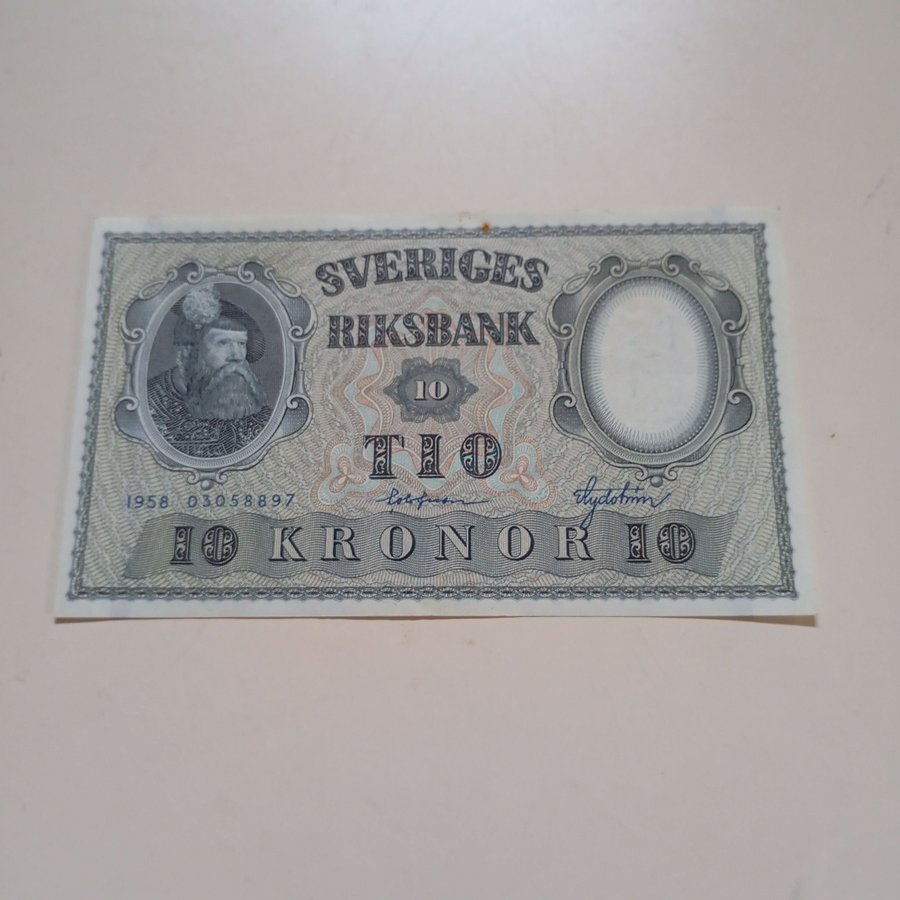 SVERIGES
RIKSBANK
10
TIO
1958 03058897
10 KRONOR 10